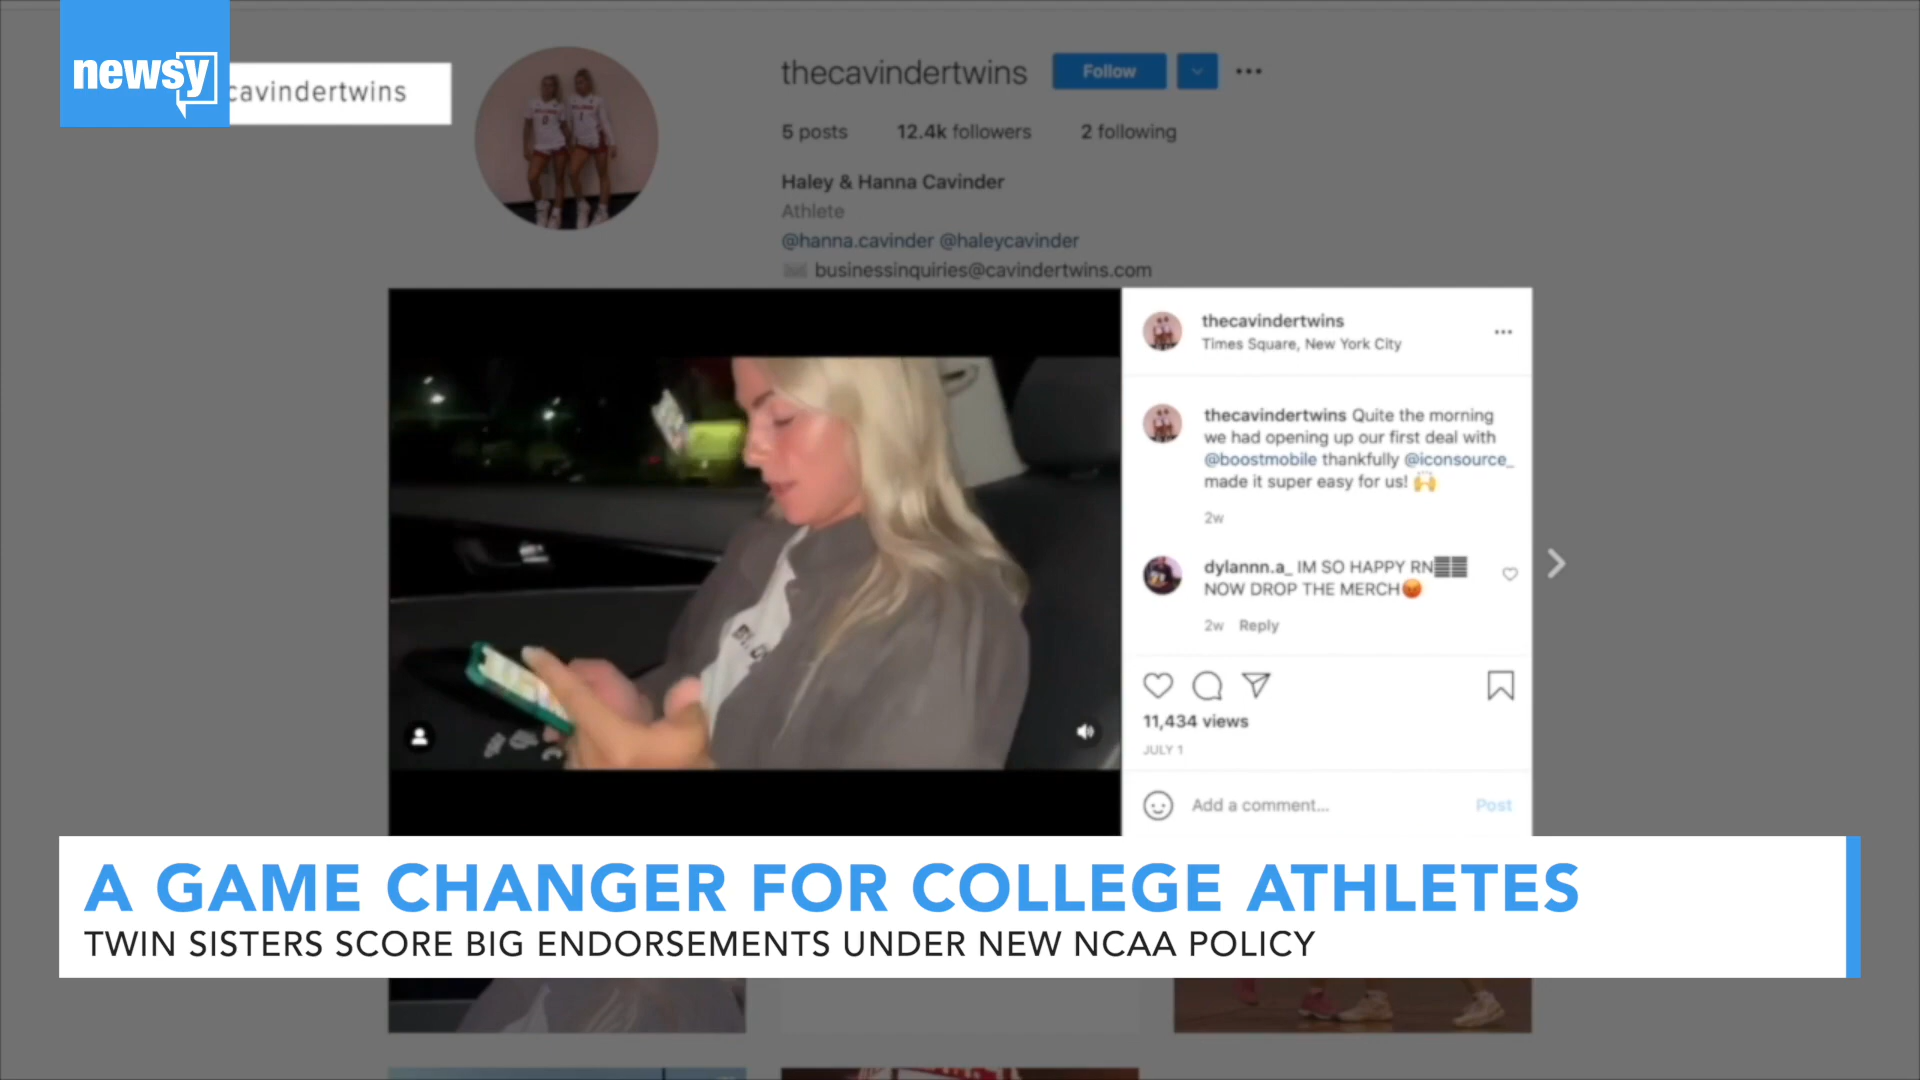 newsy
cavindertwins
thecavindertwins
Follow
5 posts 12.4k followers 2 following
Haley & Hanna Cavinder
Athlete
@hanna.cavinder @haleycavinder
businessinquiries@cavindertwins.com
thecavindertwins
Times Square, New York City
thecavindertwins Quite the morning
we had opening up our first deal with
@boostmobile thankfully @iconsource_
made it super easy for us! 🙌
2w
dylannn.a_ IM SO HAPPY RN
NOW DROP THE MERCH😡
2w Reply
11,434 views
JULY 1
Add a comment... Post
A GAME CHANGER FOR COLLEGE ATHLETES
TWIN SISTERS SCORE BIG ENDORSEMENTS UNDER NEW NCAA POLICY